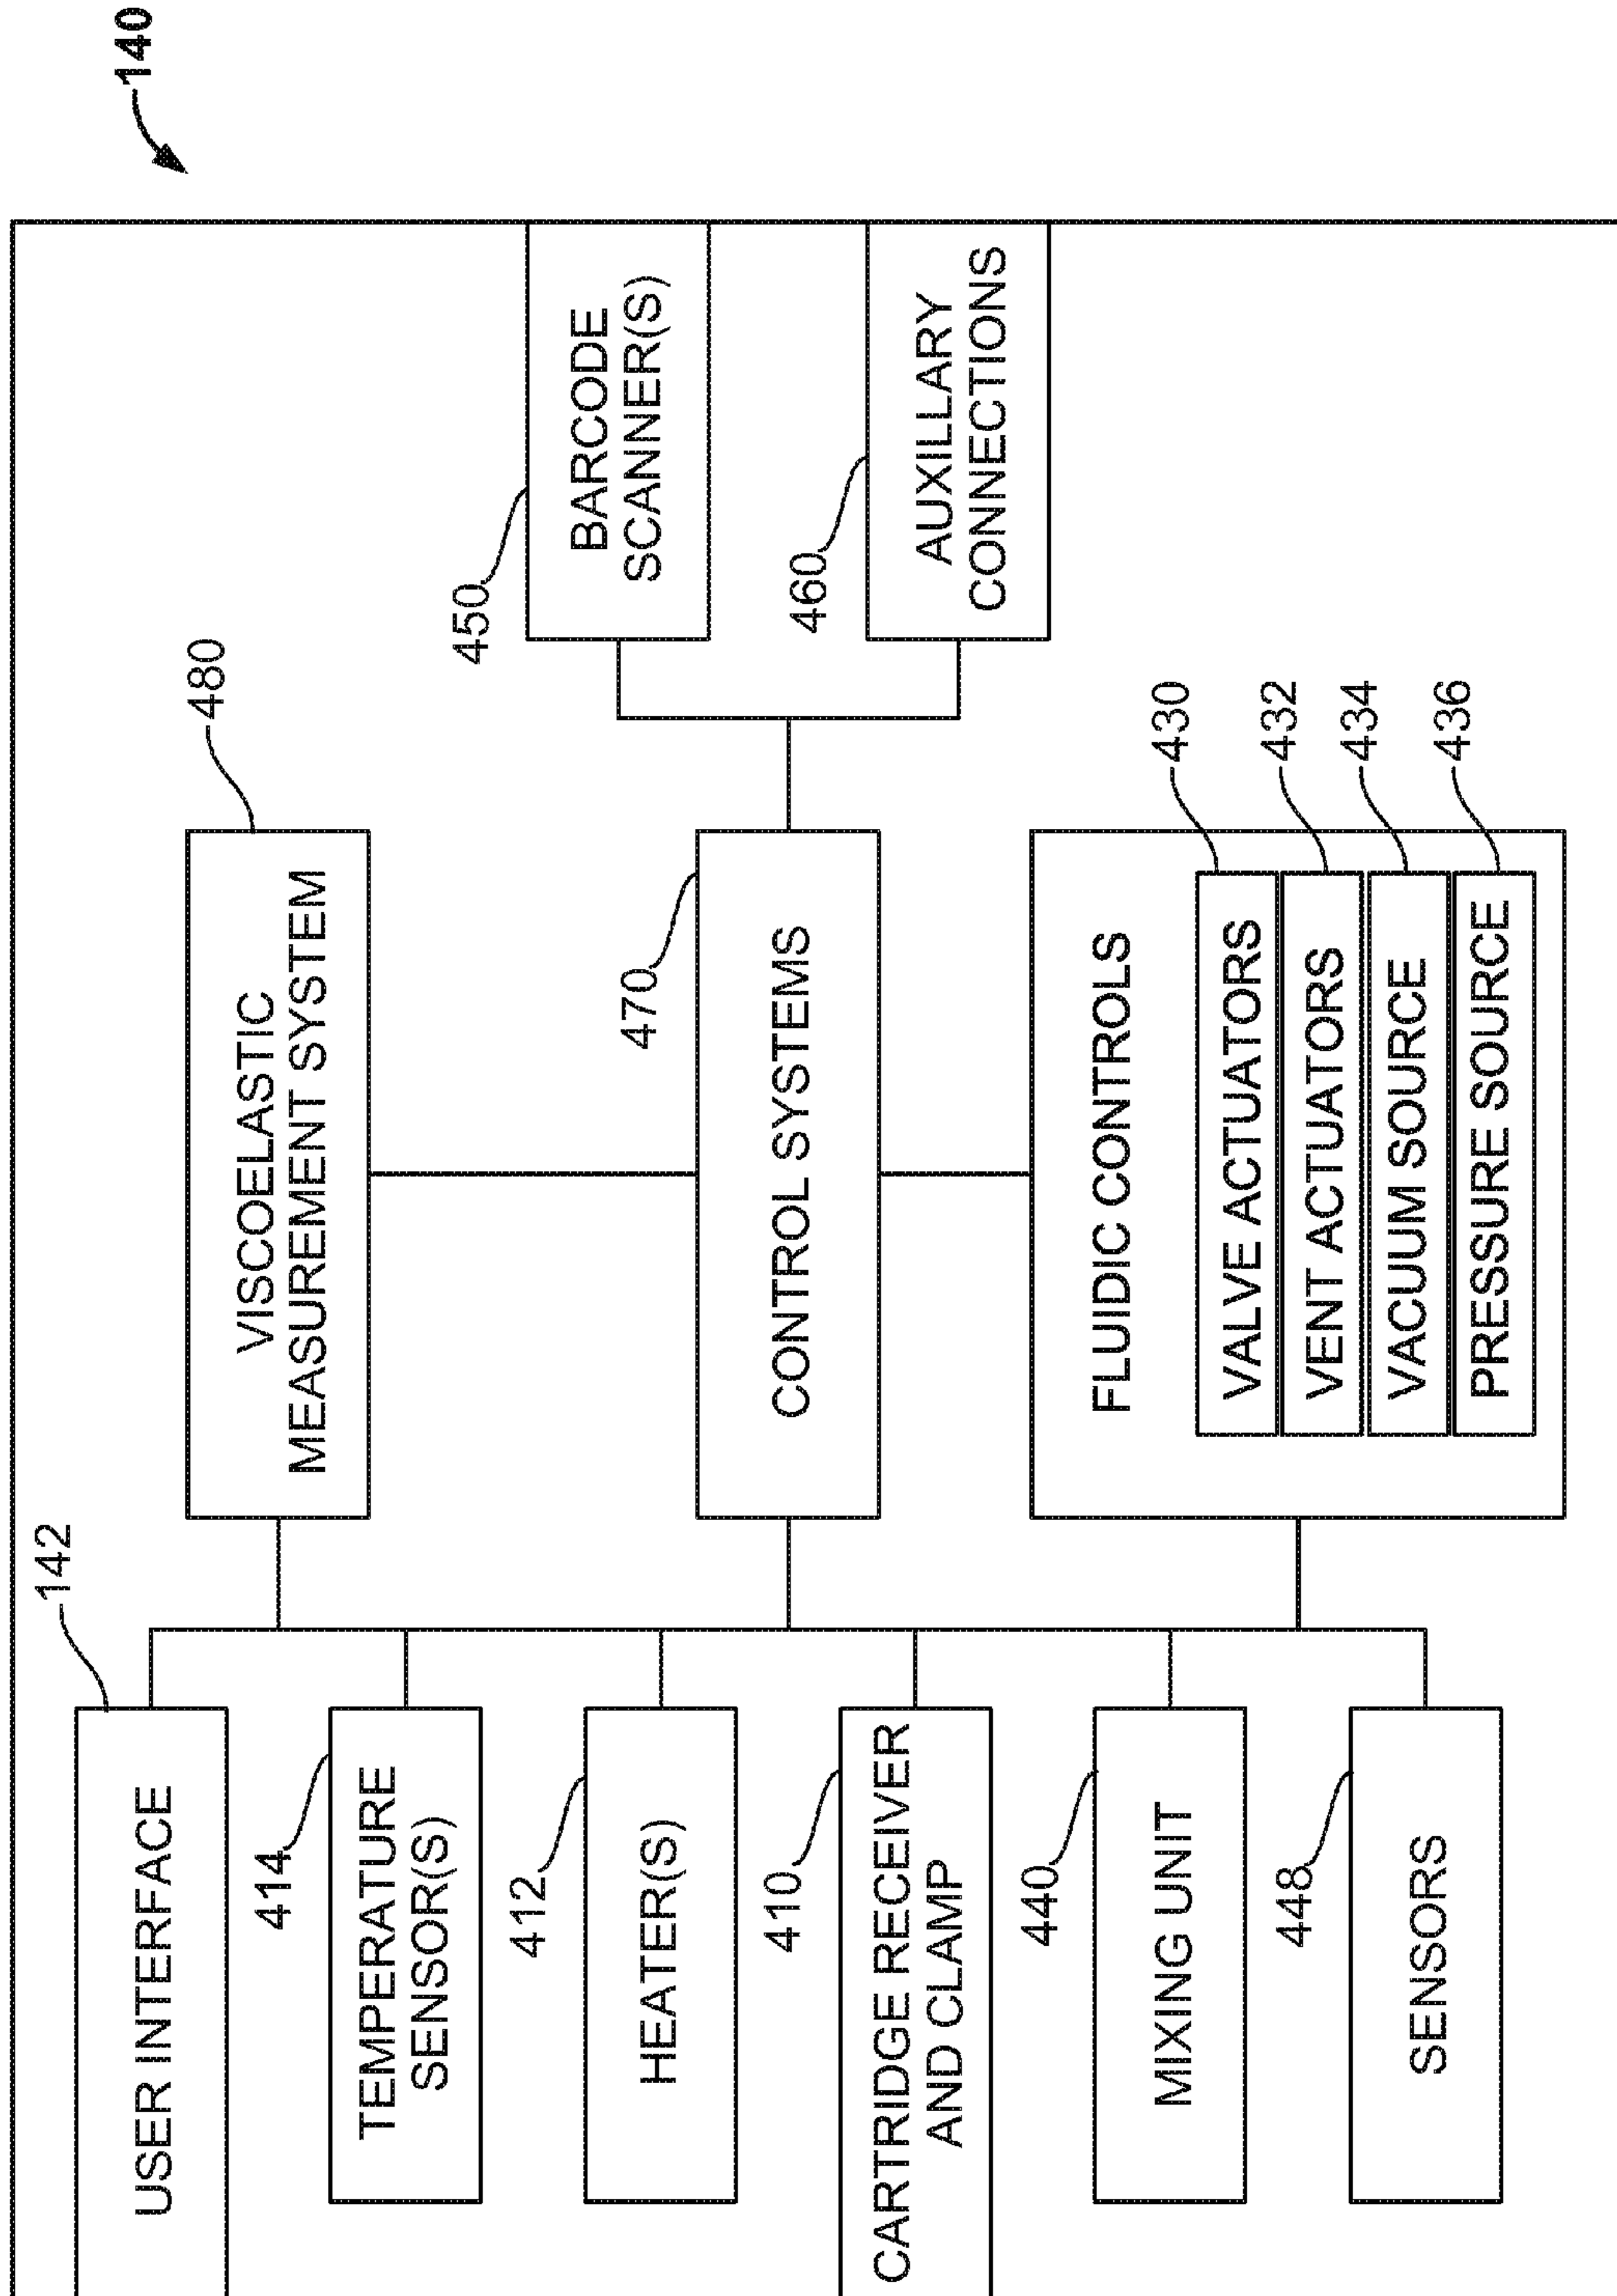 140
USER INTERFACE
142
TEMPERATURE
SENSOR(S)
414
HEATER(S)
412
CARTRIDGE RECEIVER
AND CLAMP
410
MIXING UNIT
440
SENSORS
448
VISCOELASTIC
MEASUREMENT SYSTEM
480
CONTROL SYSTEMS
470
FLUIDIC CONTROLS
VALVE ACTUATORS
430
VENT ACTUATORS
432
VACUUM SOURCE
434
PRESSURE SOURCE
436
BARCODE
SCANNER(S)
450
AUXILLARY
CONNECTIONS
460